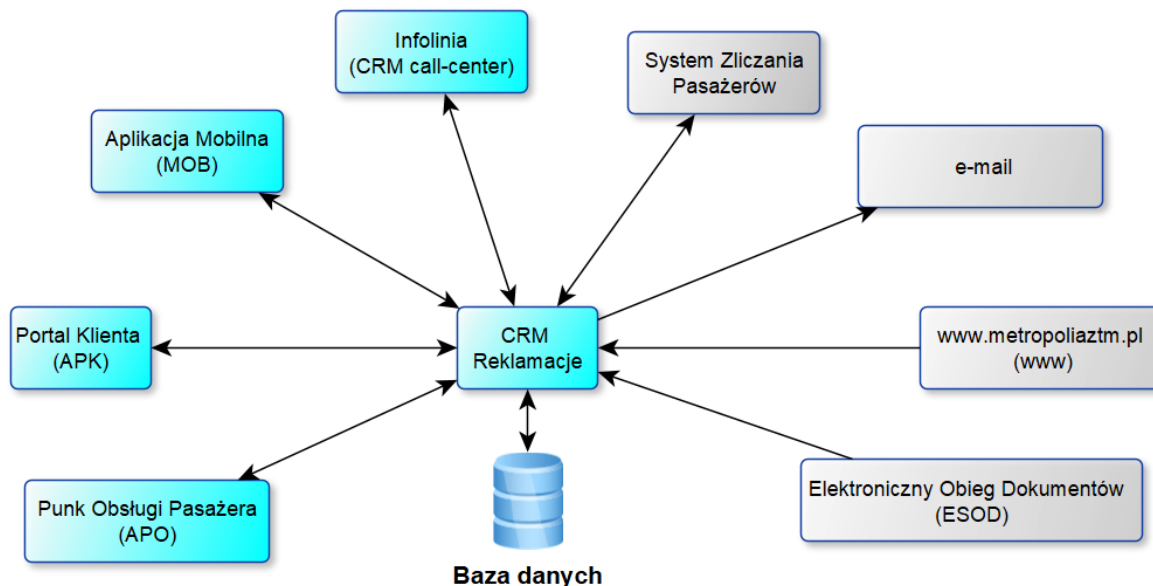 Infolinia
(CRM call-center)
System Zliczania
Pasażerów
Aplikacja Mobilna
(MOB)
e-mail
Portal Klienta
(APK)
CRM
Reklamacje
www.metropoliaztm.pl
(www)
Punk Obsługi Pasażera
(APO)
Elektroniczny Obieg Dokumentów
(ESOD)
Baza danych